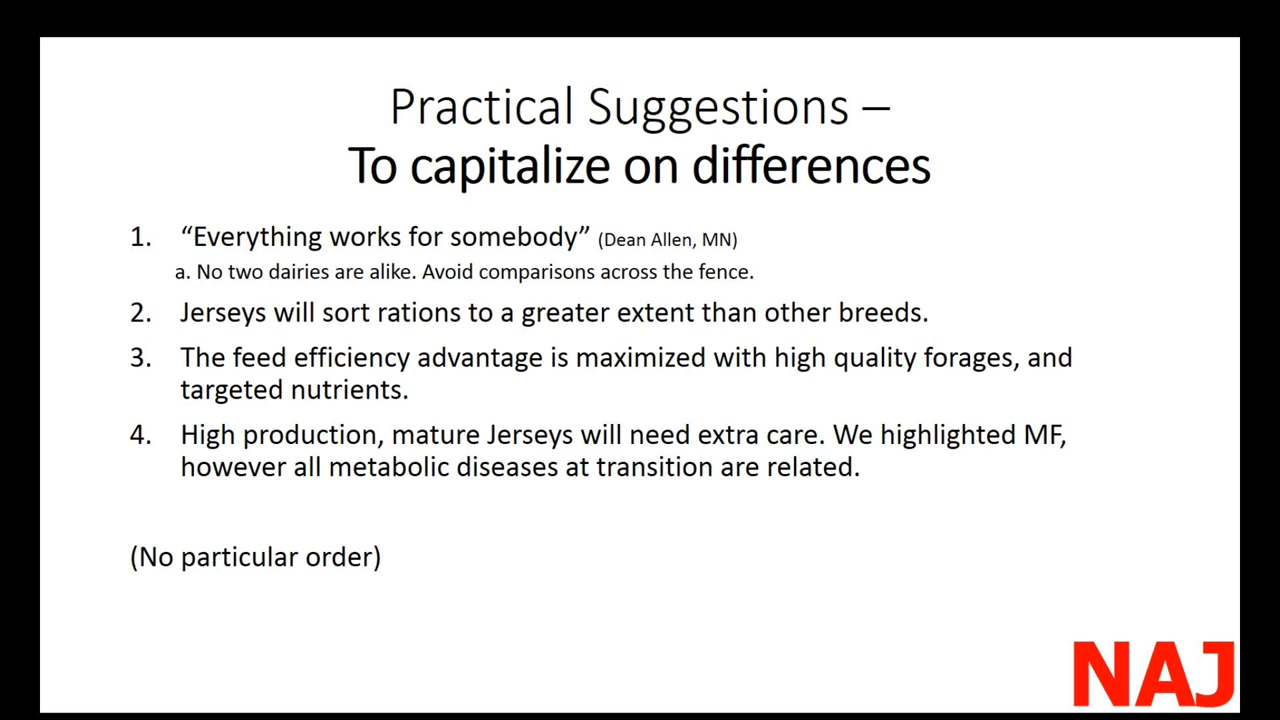 Practical Suggestions –
To capitalize on differences
1. “Everything works for somebody” (Dean Allen, MN)
a. No two dairies are alike. Avoid comparisons across the fence.
2. Jerseys will sort rations to a greater extent than other breeds.
3. The feed efficiency advantage is maximized with high quality forages, and
targeted nutrients.
4. High production, mature Jerseys will need extra care. We highlighted MF,
however all metabolic diseases at transition are related.
(No particular order)
NAJ